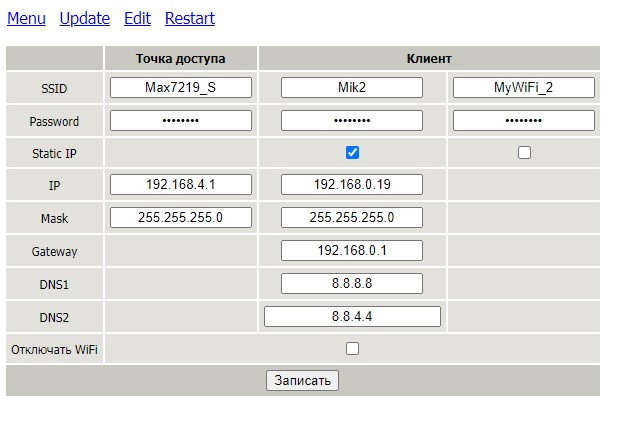 Menu Update Edit Restart
Точка доступа Клиент
SSID Max7219_S Mik2 MyWiFi_2
Password •••••••• •••••••• ••••••••
Static IP
IP 192.168.4.1 192.168.0.19
Mask 255.255.255.0 255.255.255.0
Gateway 192.168.0.1
DNS1 8.8.8.8
DNS2 8.8.4.4
Отключать WiFi
Записать